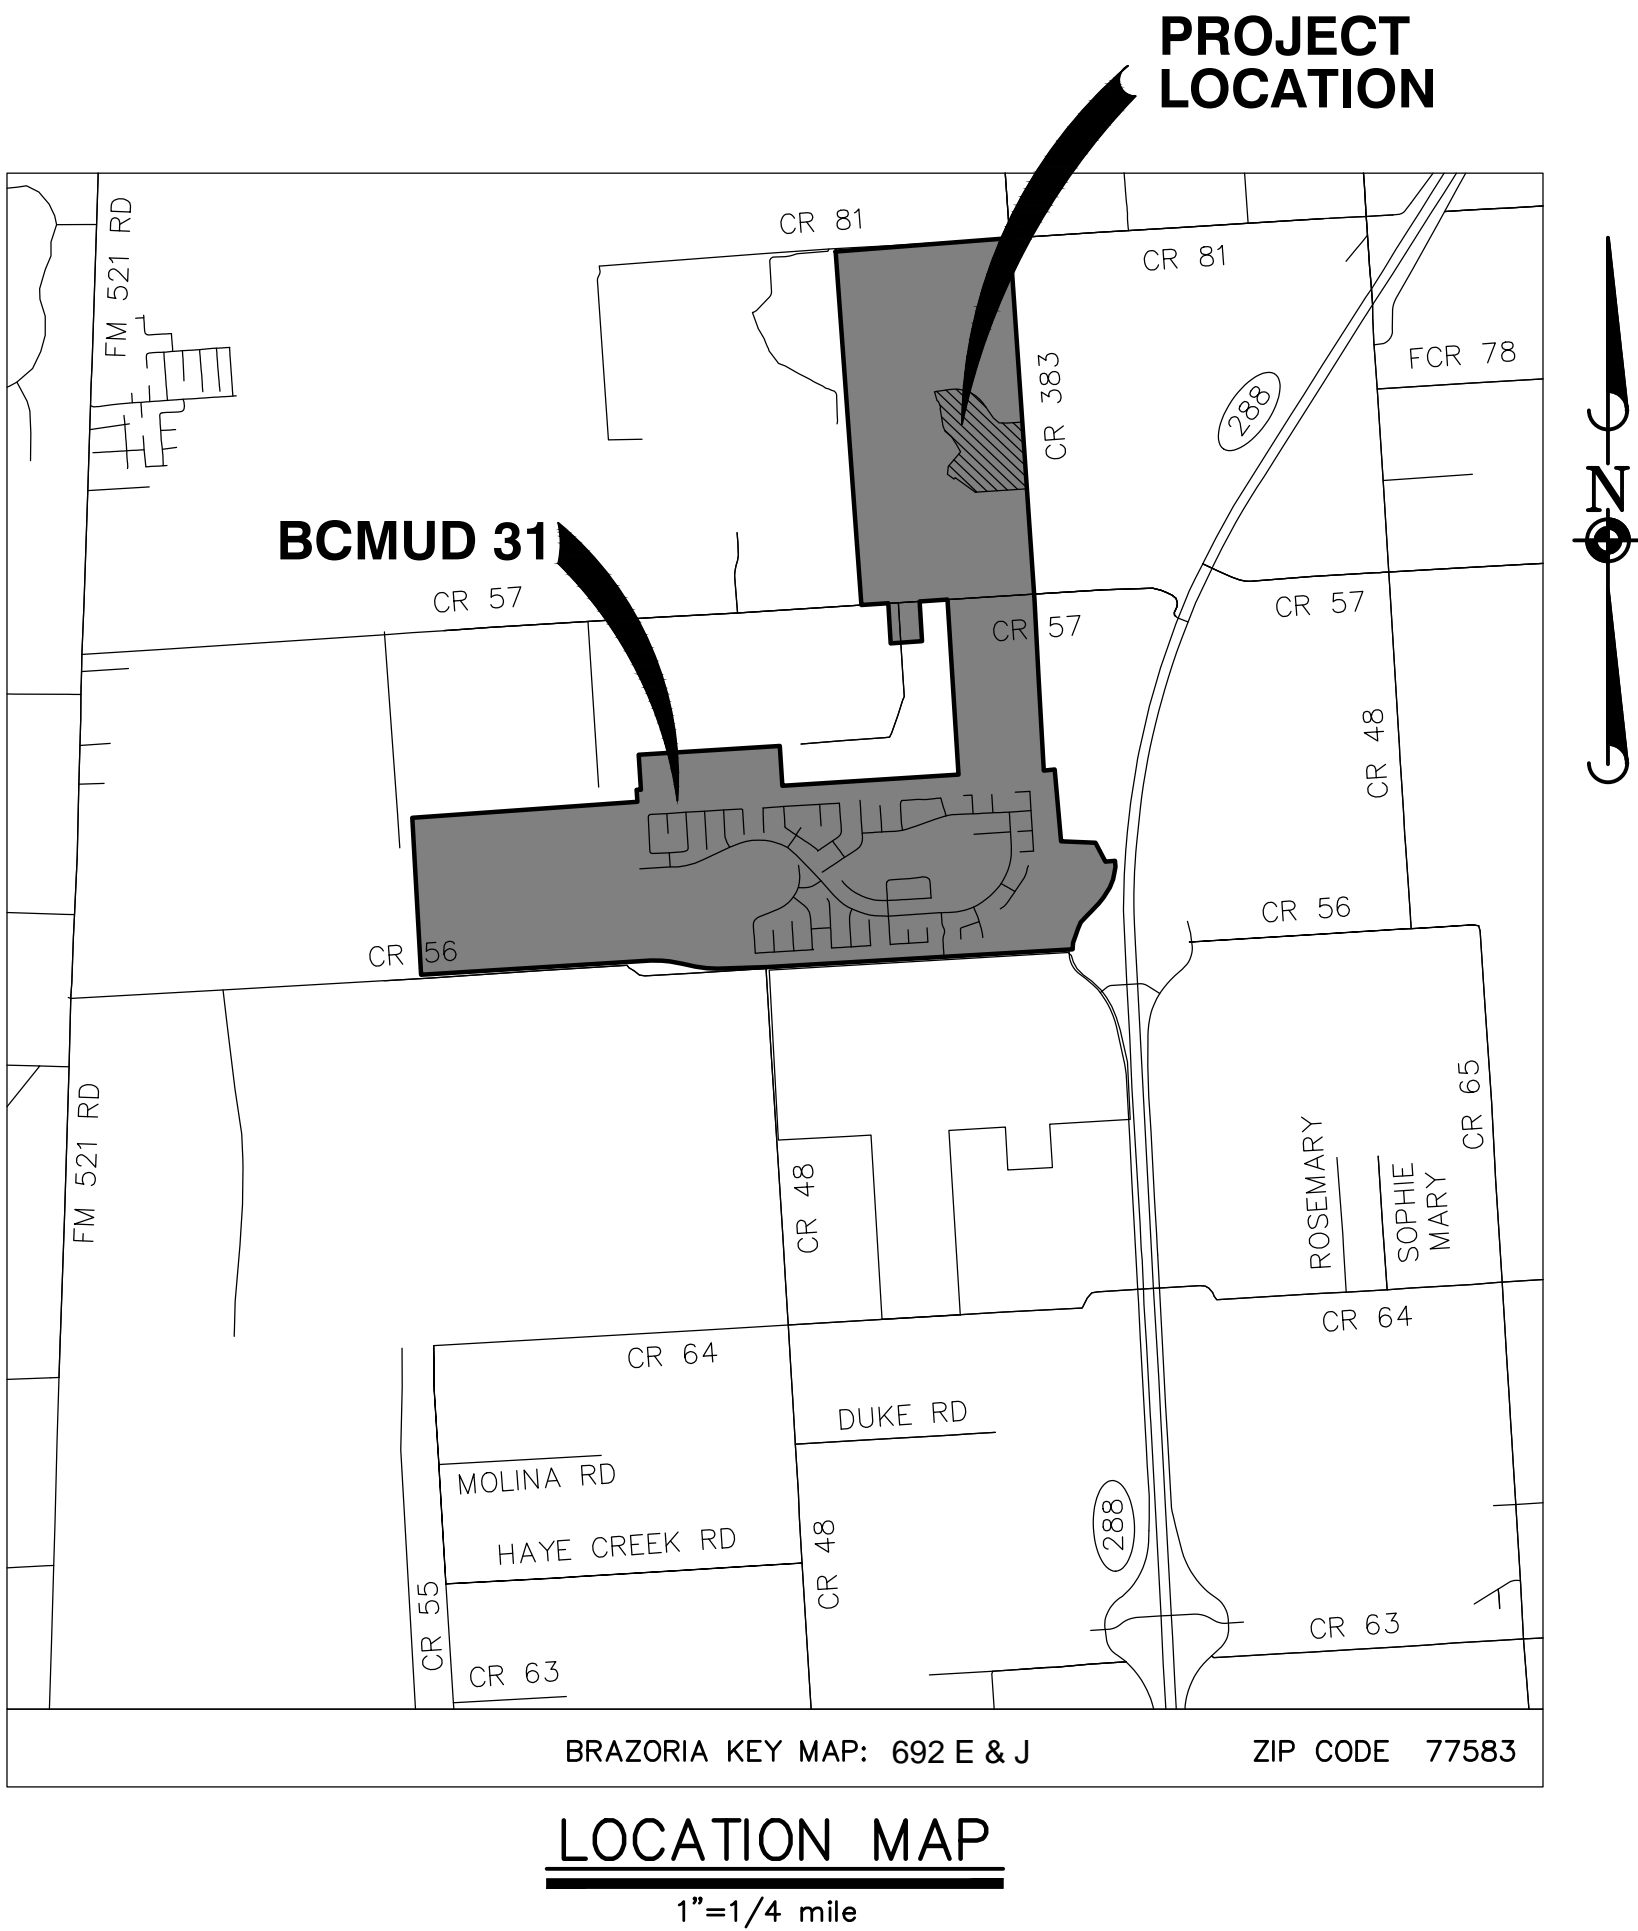 PROJECT
LOCATION
CR 81
FM 521 RD
CR 81
FCR 78
CR 383
288
N
BCMUD 31
CR 57
CR 57
CR 57
CR 48
CR 56
CR 56
CR 65
FM 521 RD
CR 48
ROSEMARY
SOPHIE
MARY
CR 64
CR 64
DUKE RD
MOLINA RD
288
HAYE CREEK RD
CR 48
CR 55
CR 63
CR 63
BRAZORIA KEY MAP: 692 E & J
ZIP CODE 77583
LOCATION MAP
1"=1/4 mile